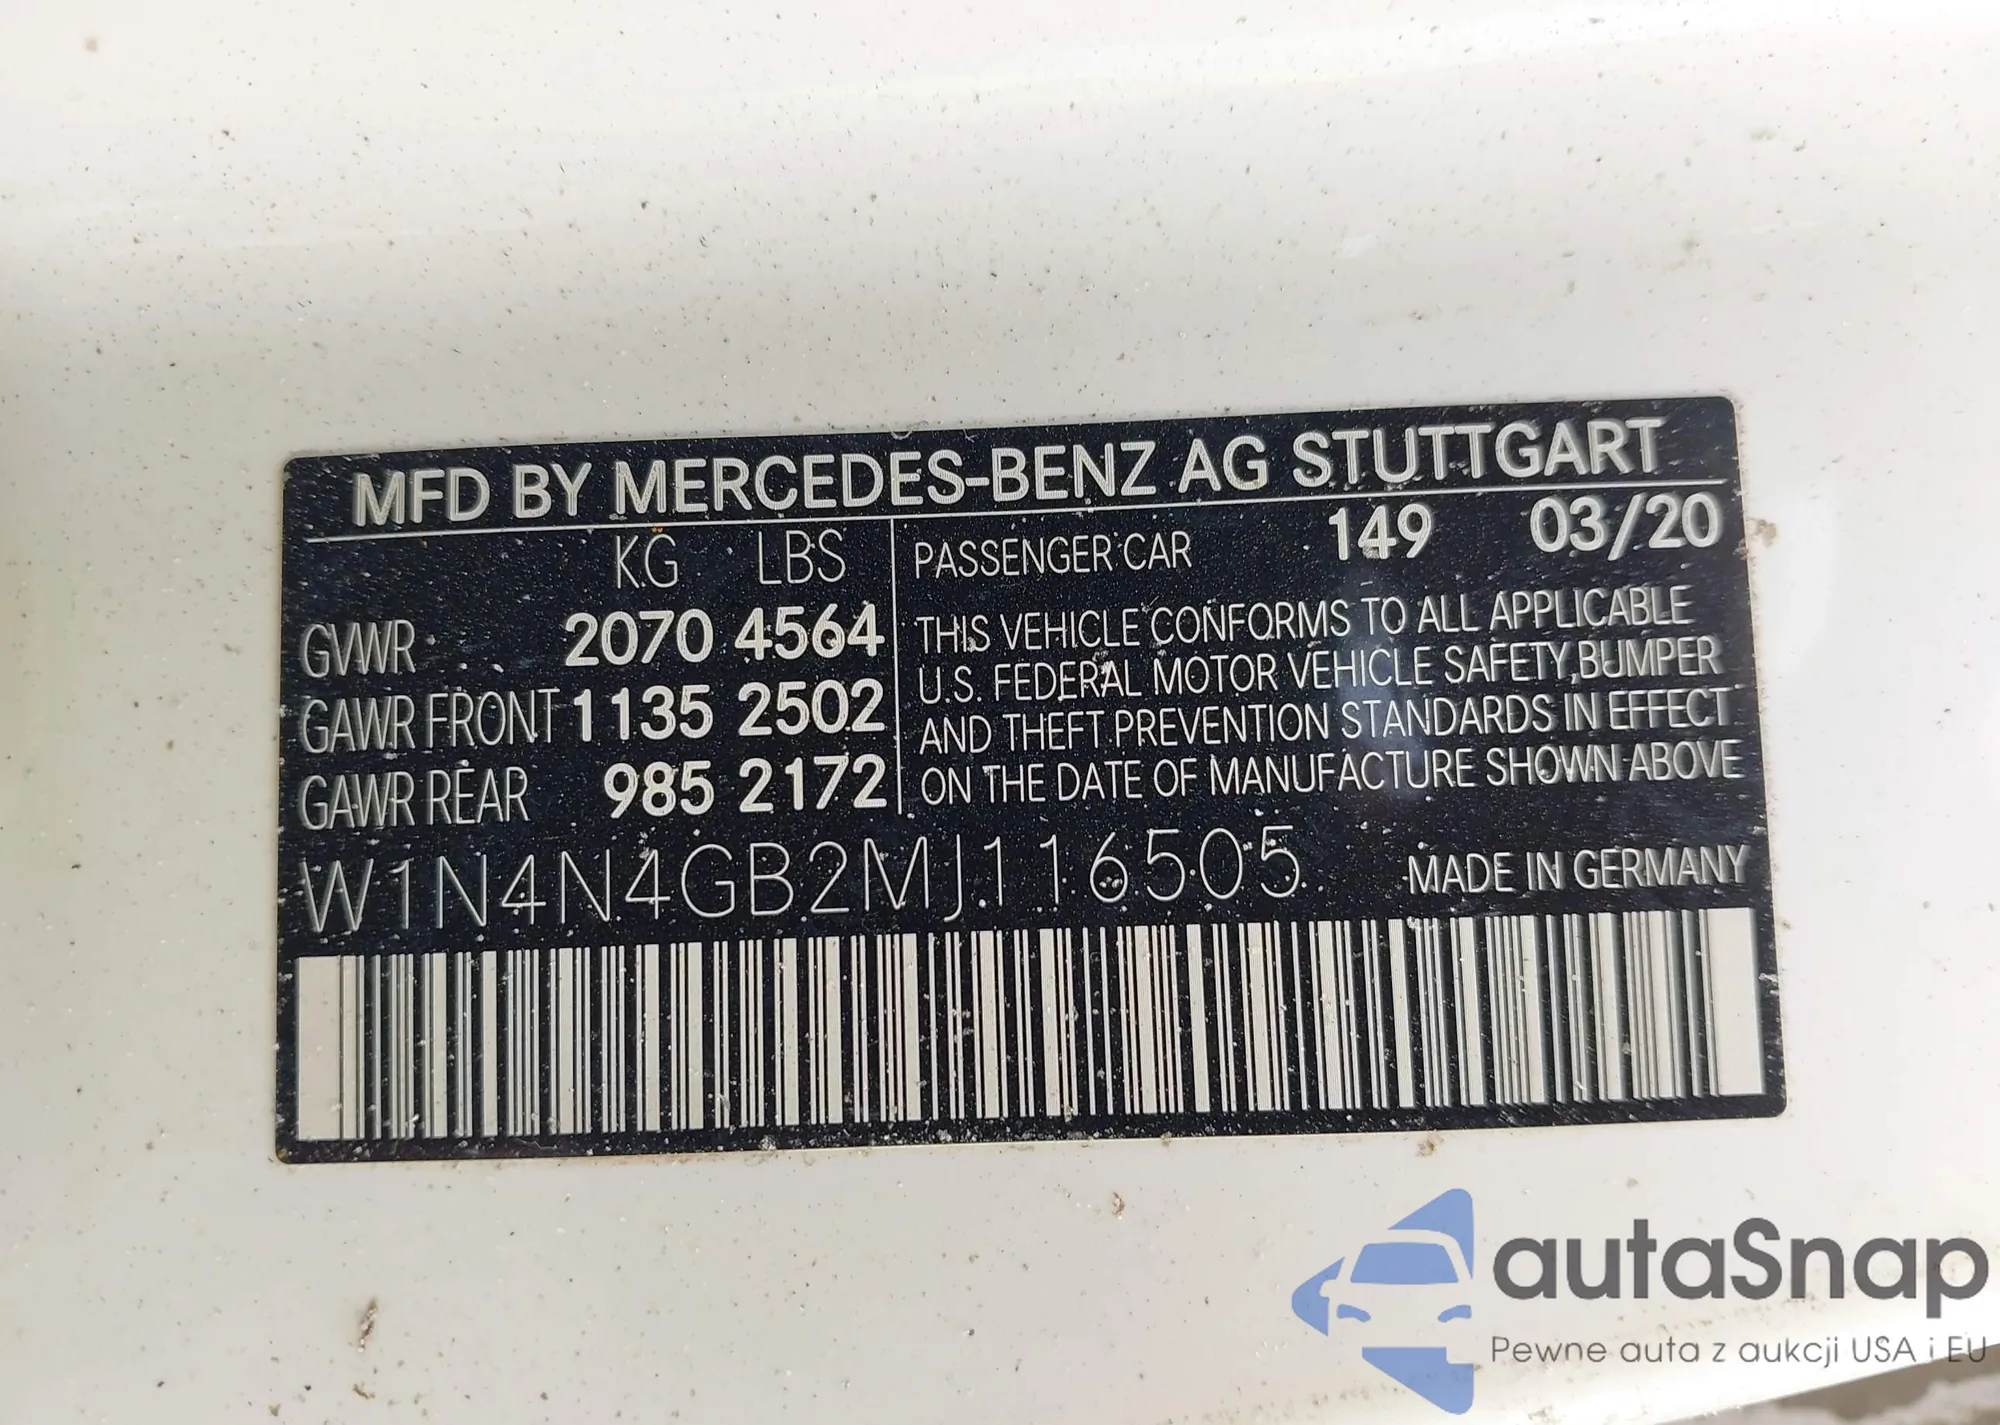 MFD BY MERCEDES-BENZ AG STUTTGART
KG LBS
GVWR 2070 4564
GAWR FRONT 1135 2502
GAWR REAR 985 2172
PASSENGER CAR 149 03/20
THIS VEHICLE CONFORMS TO ALL APPLICABLE
U.S. FEDERAL MOTOR VEHICLE SAFETY, BUMPER
AND THEFT PREVENTION STANDARDS IN EFFECT
ON THE DATE OF MANUFACTURE SHOWN ABOVE
W1N4N4GB2MJ116505 MADE IN GERMANY
autaSnap
Pewne auta z aukcji USA i EU